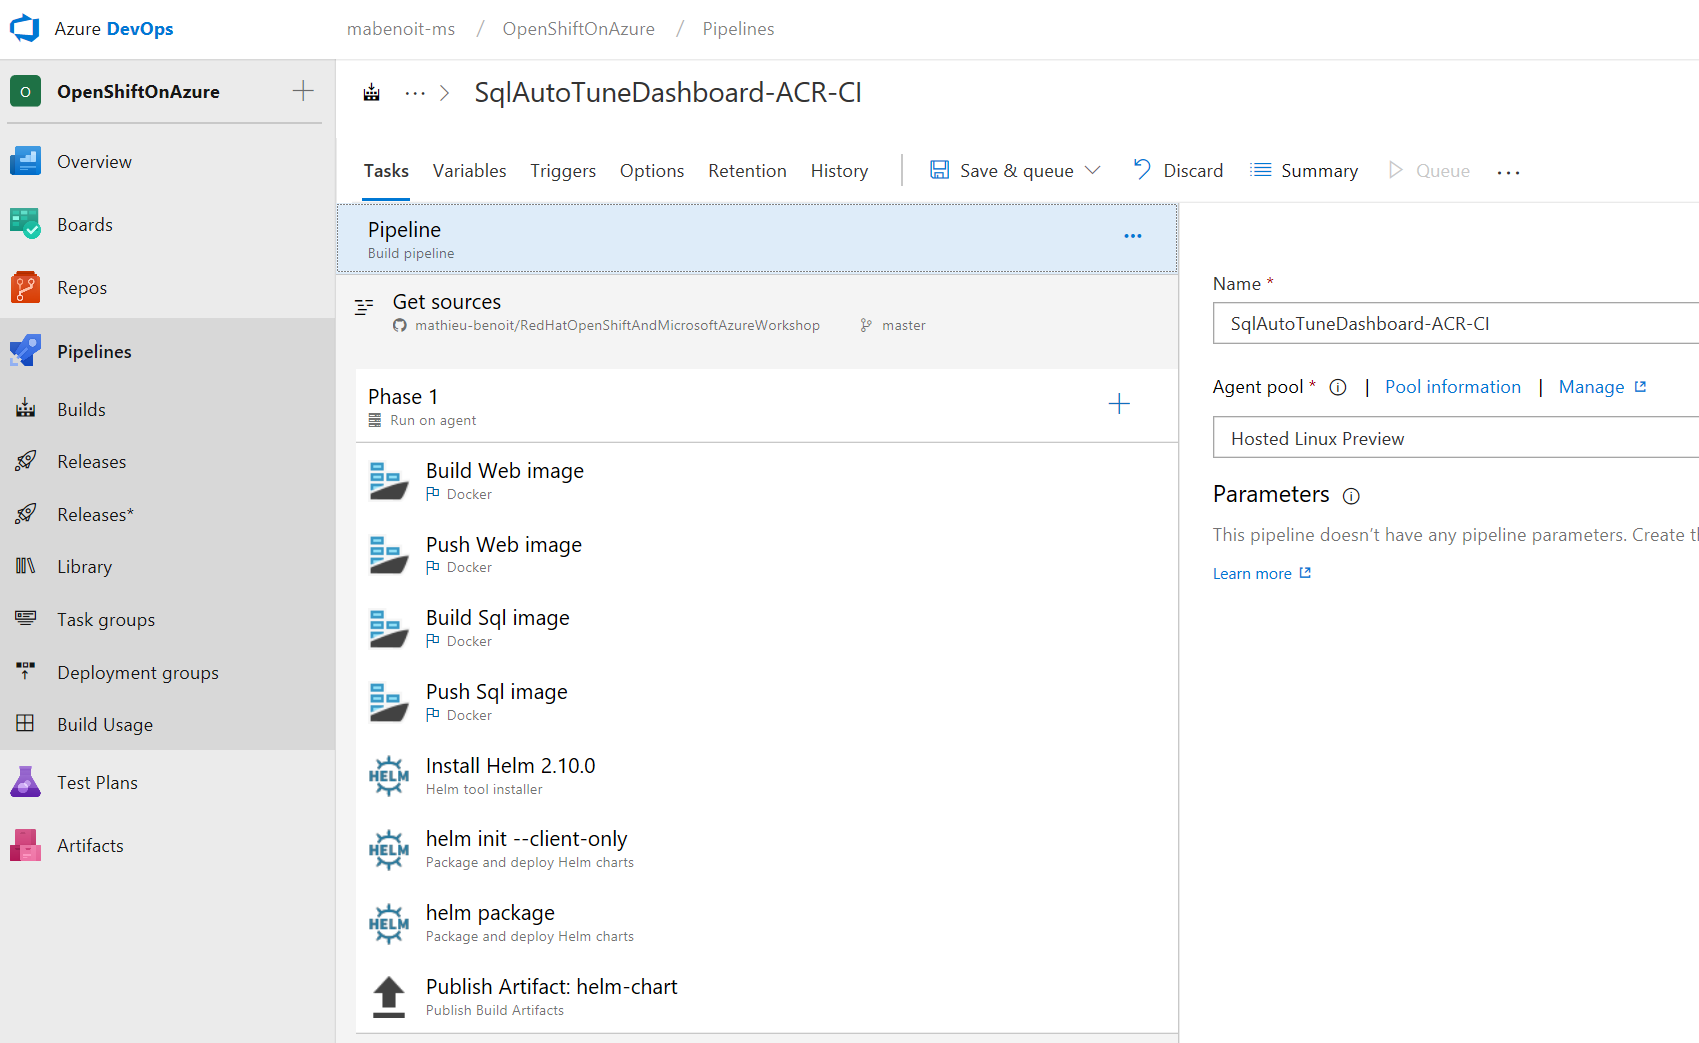 Azure DevOps
mabenoit-ms / OpenShiftOnAzure / Pipelines
O OpenShiftOnAzure
Overview
Boards
Repos
Pipelines
Builds
Releases
Releases*
Library
Task groups
Deployment groups
Build Usage
Test Plans
Artifacts
... > SqlAutoTuneDashboard-ACR-CI
Tasks Variables Triggers Options Retention History | Save & queue Discard Summary Queue ...
Pipeline ...
Build pipeline
Get sources
mathieu-benoit/RedHatOpenShiftAndMicrosoftAzureWorkshop master
Phase 1
Run on agent
Build Web image
Docker
Push Web image
Docker
Build Sql image
Docker
Push Sql image
Docker
Install Helm 2.10.0
HELM
Helm tool installer
helm init --client-only
HELM
Package and deploy Helm charts
helm package
HELM
Package and deploy Helm charts
Publish Artifact: helm-chart
Publish Build Artifacts
Name *
SqlAutoTuneDashboard-ACR-CI
Agent pool * | Pool information | Manage
Hosted Linux Preview
Parameters
This pipeline doesn't have any pipeline parameters. Create
Learn more